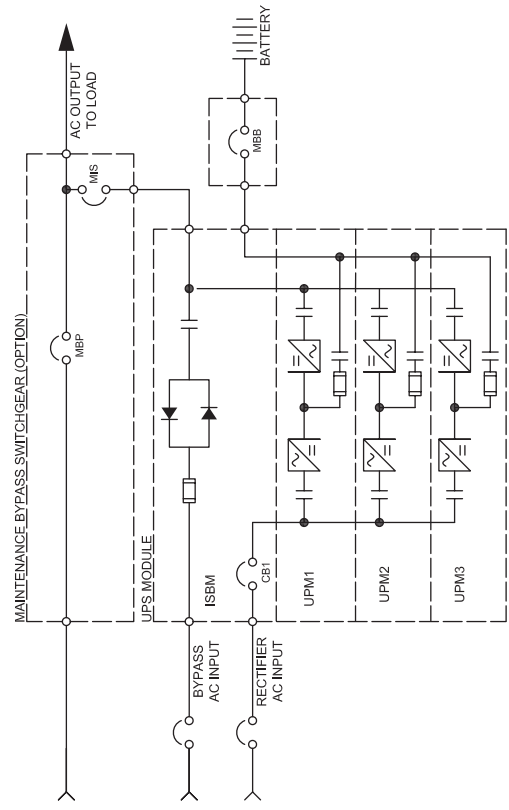 MAINTENANCE BYPASS SWITCHGEAR (OPTION)
AC OUTPUT
TO LOAD
MBP
MIS
UPS MODULE
ISBM
BYPASS
AC INPUT
RECTIFIER
AC INPUT
CB1
MBB
BATTERY
UPM1
UPM2
UPM3